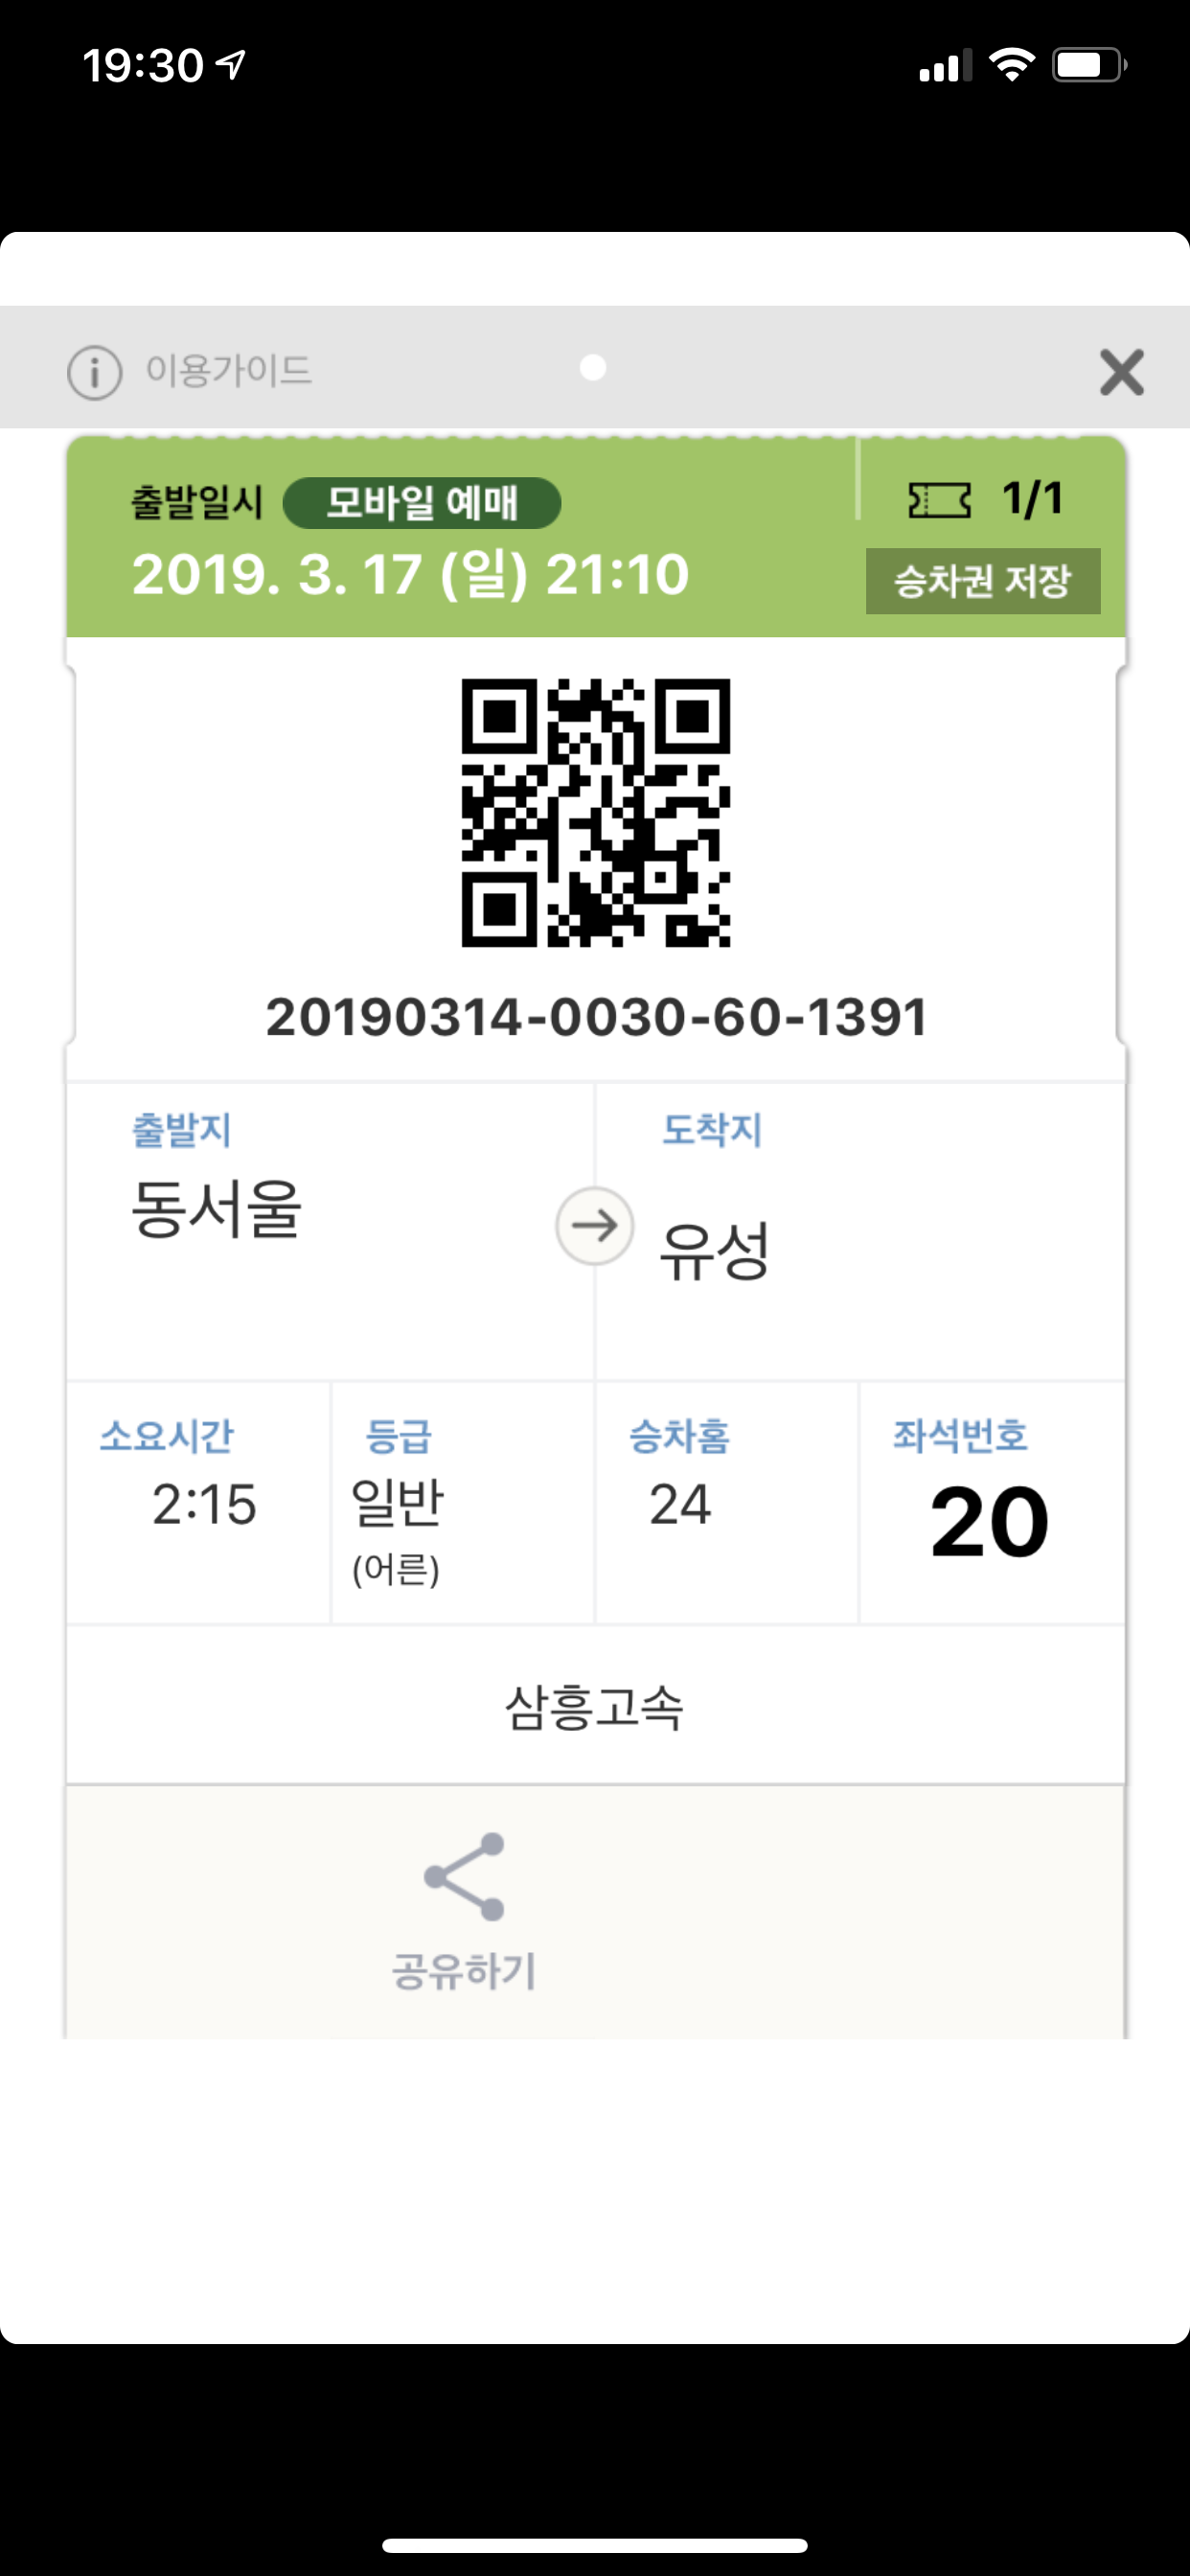 19:30
이용가이드
출발일시 모바일 예매
1/1
2019. 3. 17 (일) 21:10
승차권 저장
20190314-0030-60-1391
출발지
도착지
동서울
유성
소요시간 등급 승차홈 좌석번호
2:15 일반 24 20
(어른)
삼흥고속
공유하기